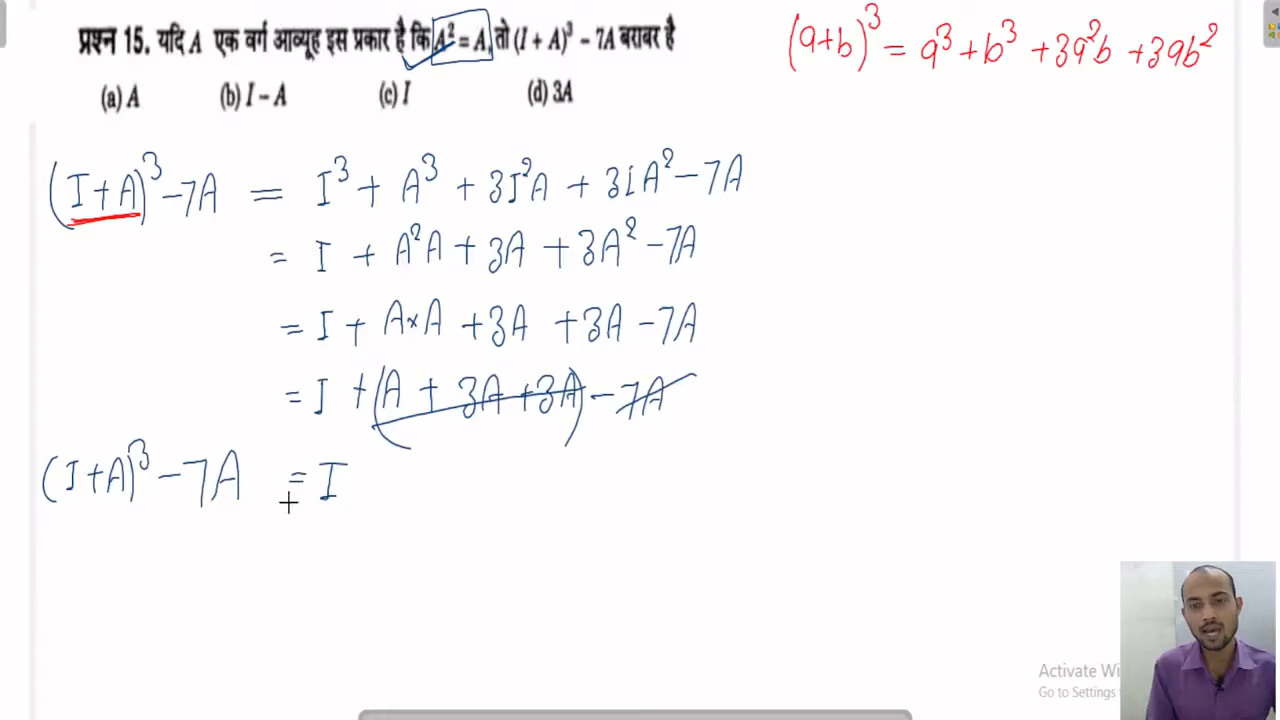 प्रश्न 15. यदि A एक वर्ग आव्यूह इस प्रकार है कि A² = A, तो (I + A)³ – 7A बराबर है
(a) A (b) I – A (c) I (d) 3A
(a+b)³ = a³ + b³ + 3a²b + 3ab²
(I+A)³ – 7A = I³ + A³ + 3I²A + 3IA² – 7A
= I + A²A + 3A + 3A² – 7A
= I + A×A + 3A + 3A – 7A
= I + (A + 3A + 3A) – 7A
(I+A)³ – 7A = I
Activate Wi
Go to Settings